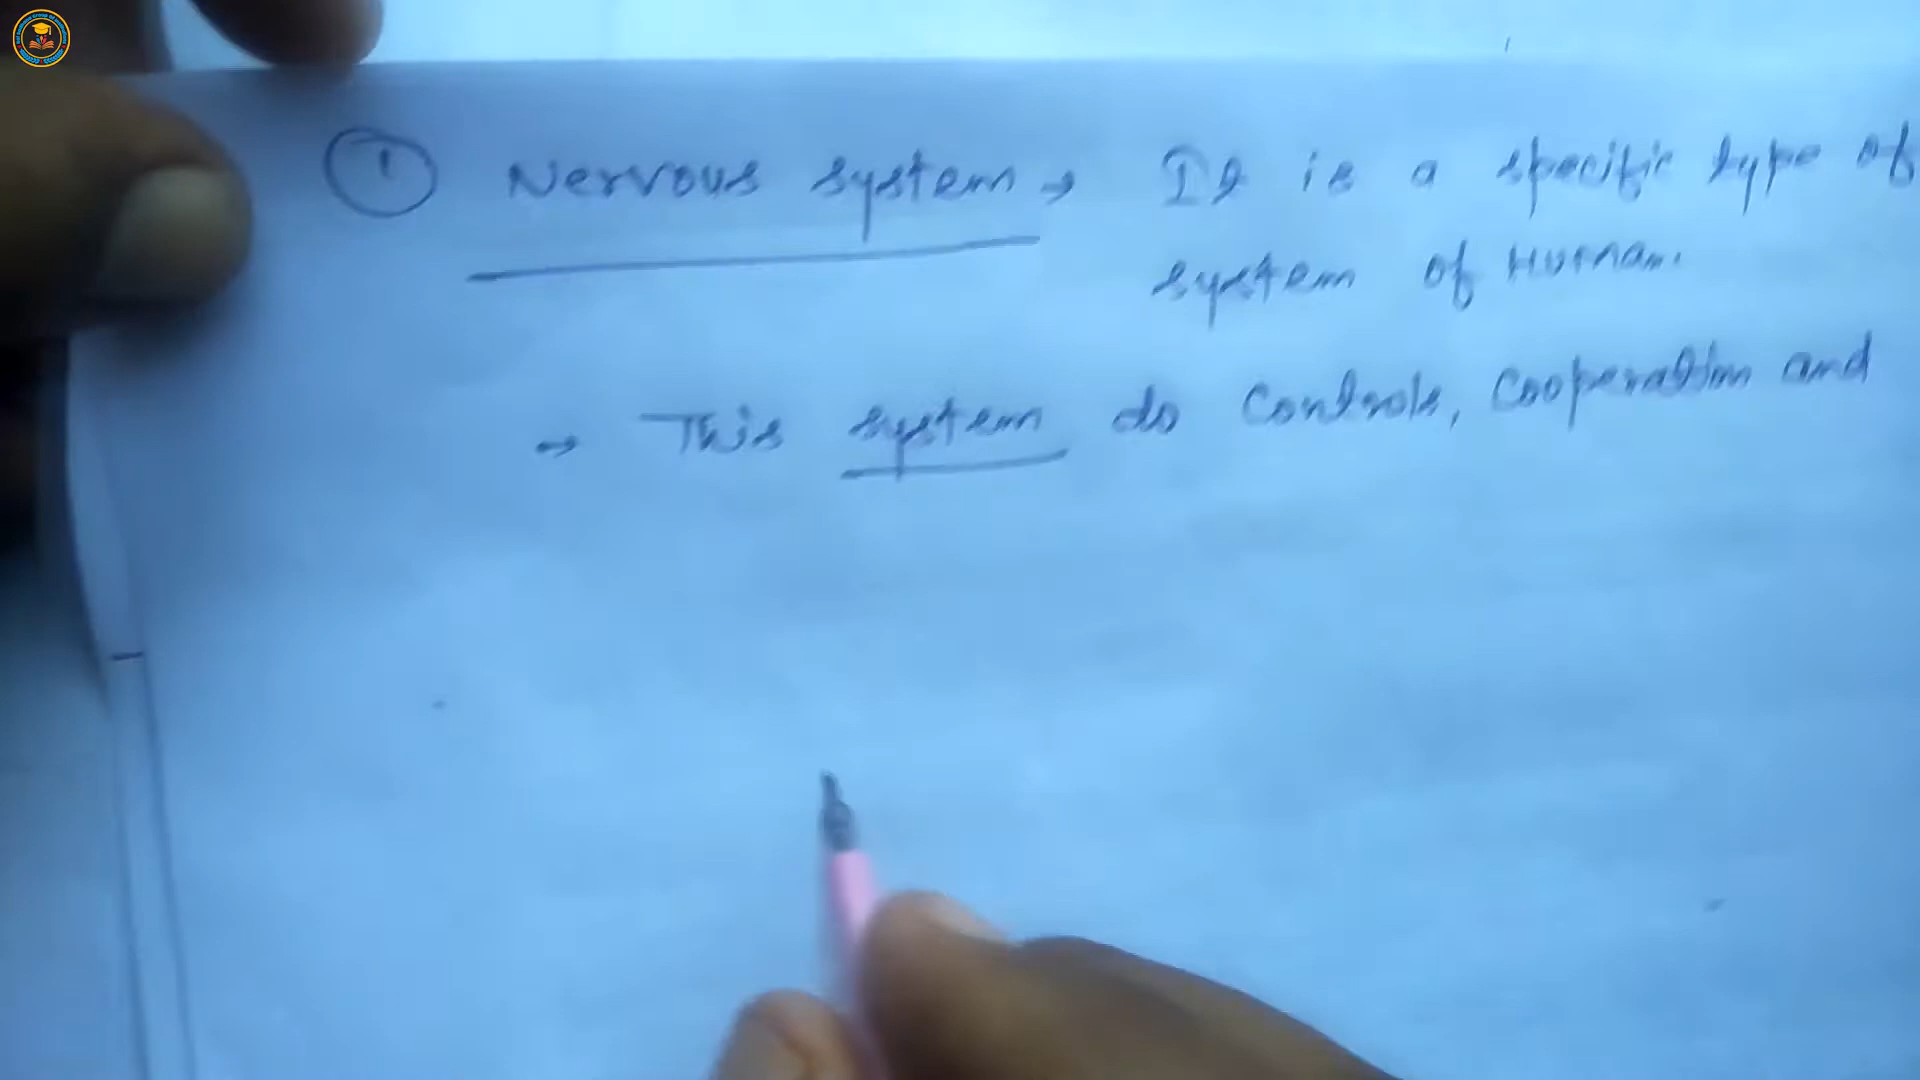 ① Nervous system → It is a specific type of
system of Human.
→ This system do controls, cooperation and